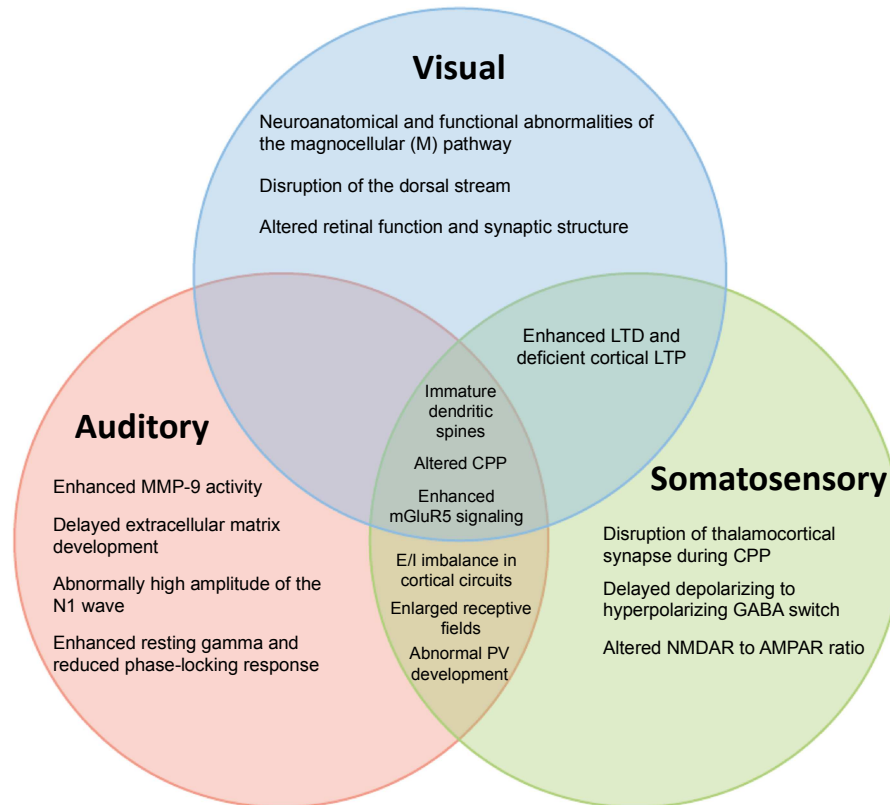 Visual
Neuroanatomical and functional abnormalities of
the magnocellular (M) pathway
Disruption of the dorsal stream
Altered retinal function and synaptic structure
Enhanced LTD and
deficient cortical LTP
Immature
dendritic
spines
Altered CPP
Enhanced
mGluR5 signaling
Auditory
Enhanced MMP-9 activity
Delayed extracellular matrix
development
Abnormally high amplitude of the
N1 wave
Enhanced resting gamma and
reduced phase-locking response
E/I imbalance in
cortical circuits
Enlarged receptive
fields
Abnormal PV
development
Somatosensory
Disruption of thalamocortical
synapse during CPP
Delayed depolarizing to
hyperpolarizing GABA switch
Altered NMDAR to AMPAR ratio